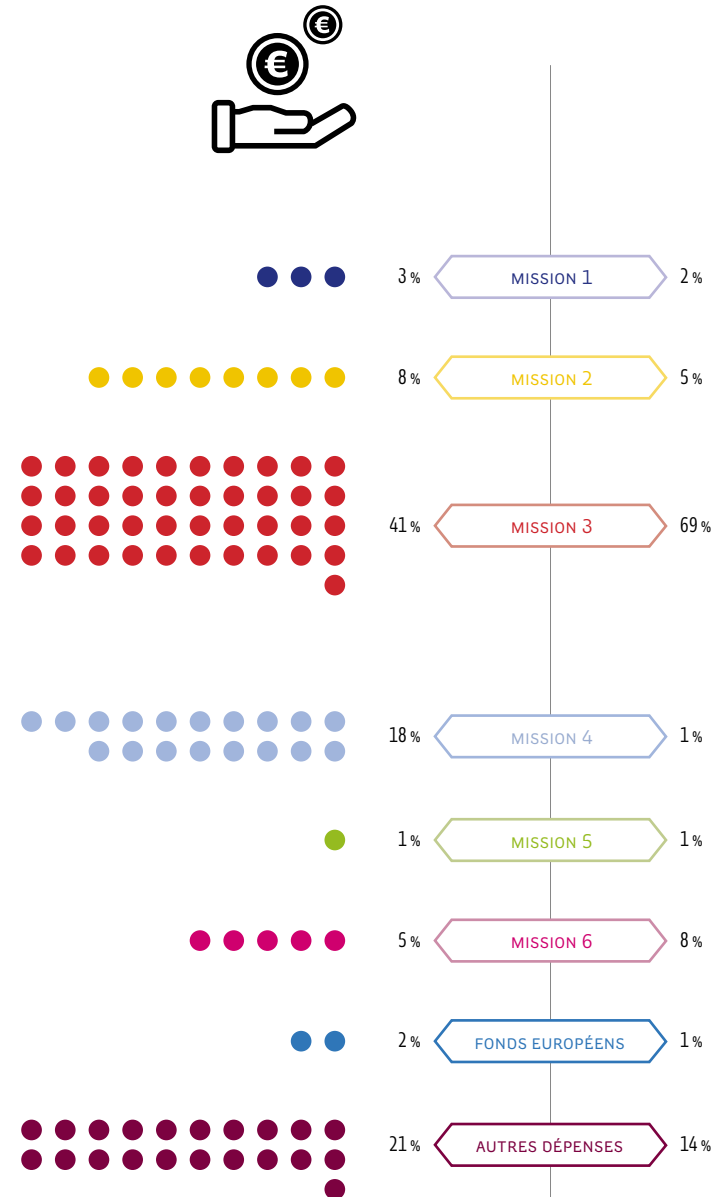 €
€
3 % MISSION 1 2 %
8 % MISSION 2 5 %
41 % MISSION 3 69 %
18 % MISSION 4 1 %
1 % MISSION 5 1 %
5 % MISSION 6 8 %
2 % FONDS EUROPÉENS 1 %
21 % AUTRES DÉPENSES 14 %